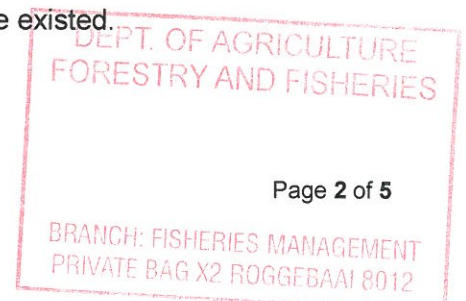 e existed.
DEPT. OF AGRICULTURE
FORESTRY AND FISHERIES
Page 2 of 5
BRANCH: FISHERIES MANAGEMENT
PRIVATE BAG X2 ROGGEBAAI 8012